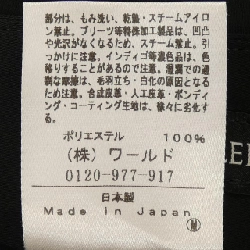 部分は、もみ洗い、乾燥・スチームアイロ
ン禁止。プリーツ等特殊加工製品は、凹凸
や光沢がなくなるため、スチーム禁止。引
っかけに注意。インディゴ等濃色品は、色
移りすることがあるので注意。湿潤での過
剰な摩擦は、毛羽立ち・白化の原因となる
ため注意。合成皮革・人工皮革・ボンディ
ング・コーティング生地は、徐々に劣化す
る。
ポリエステル 100%
(株)ワールド
0120-977-917
日本製
Made in Japan
M